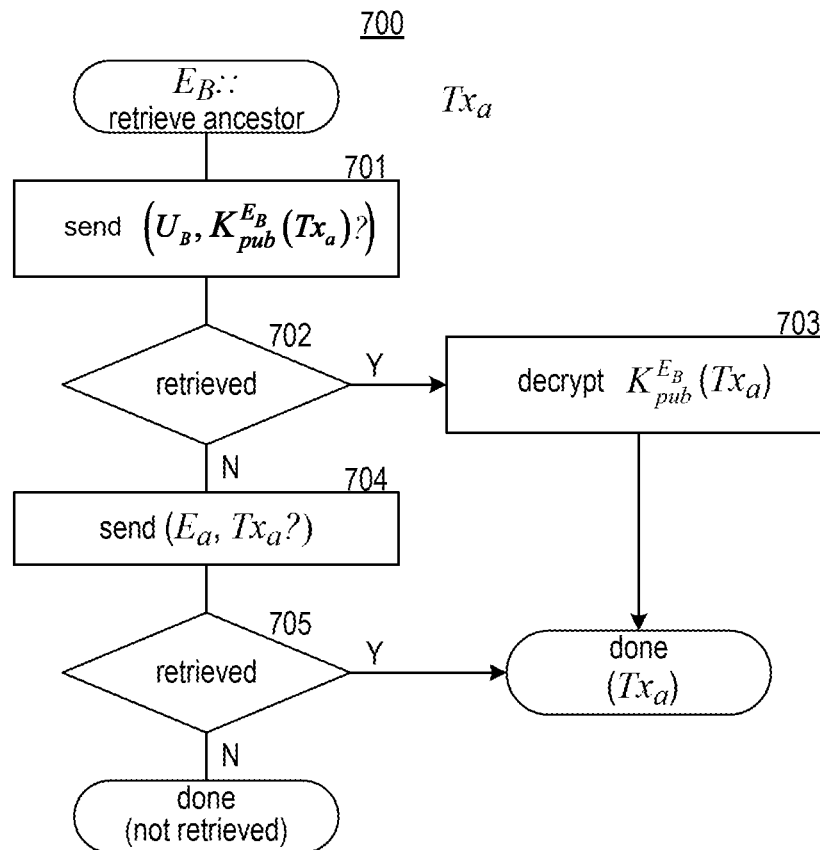 700
E_B::
retrieve ancestor
Tx_a
701
send (U_B, K_pub^{E_B}(Tx_a)?)
702
retrieved
Y
703
decrypt K_pub^{E_B}(Tx_a)
N
704
send (E_a, Tx_a?)
705
retrieved
Y
done
(Tx_a)
N
done
(not retrieved)